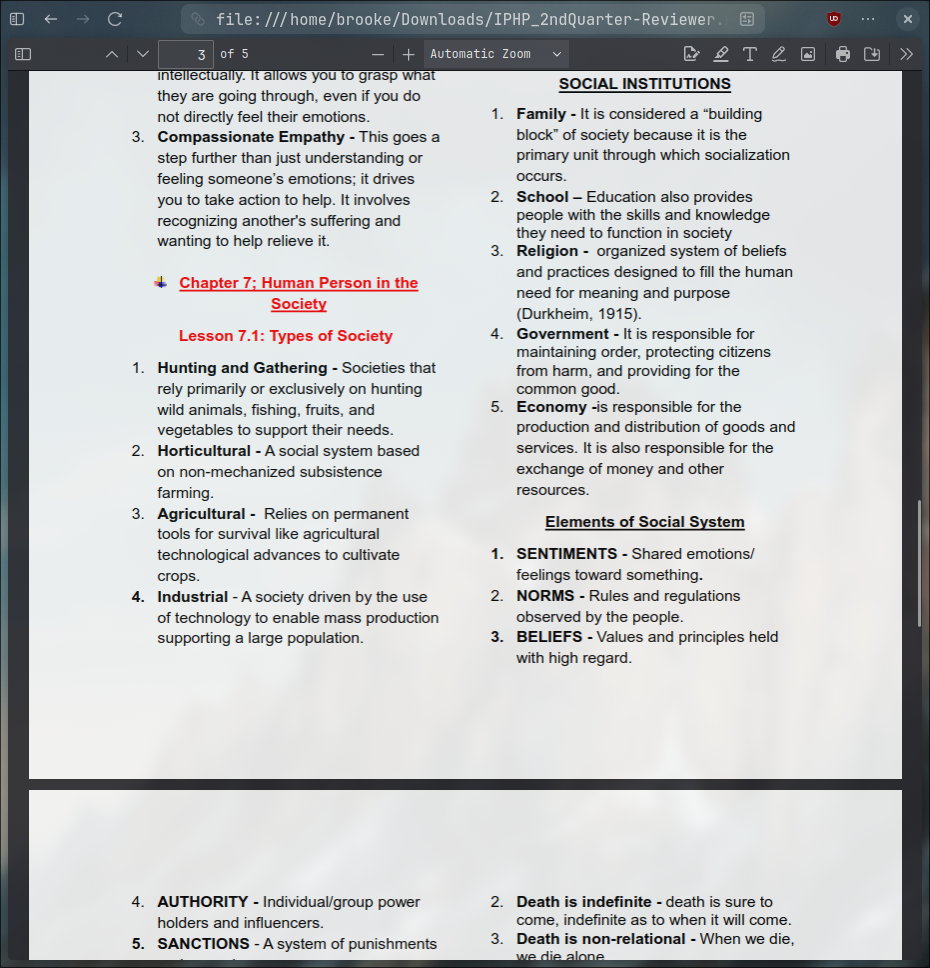 file:///home/brooke/Downloads/IPHP_2ndQuarter-Reviewer.
3 of 5
Automatic Zoom
intellectually. It allows you to grasp what
they are going through, even if you do
not directly feel their emotions.
3. Compassionate Empathy - This goes a
step further than just understanding or
feeling someone's emotions; it drives
you to take action to help. It involves
recognizing another's suffering and
wanting to help relieve it.
Chapter 7; Human Person in the
Society
Lesson 7.1: Types of Society
1. Hunting and Gathering - Societies that
rely primarily or exclusively on hunting
wild animals, fishing, fruits, and
vegetables to support their needs.
2. Horticultural - A social system based
on non-mechanized subsistence
farming.
3. Agricultural - Relies on permanent
tools for survival like agricultural
technological advances to cultivate
crops.
4. Industrial - A society driven by the use
of technology to enable mass production
supporting a large population.
SOCIAL INSTITUTIONS
1. Family - It is considered a “building
block” of society because it is the
primary unit through which socialization
occurs.
2. School – Education also provides
people with the skills and knowledge
they need to function in society
3. Religion - organized system of beliefs
and practices designed to fill the human
need for meaning and purpose
(Durkheim, 1915).
4. Government - It is responsible for
maintaining order, protecting citizens
from harm, and providing for the
common good.
5. Economy -is responsible for the
production and distribution of goods and
services. It is also responsible for the
exchange of money and other
resources.
Elements of Social System
1. SENTIMENTS - Shared emotions/
feelings toward something.
2. NORMS - Rules and regulations
observed by the people.
3. BELIEFS - Values and principles held
with high regard.
4. AUTHORITY - Individual/group power
holders and influencers.
5. SANCTIONS - A system of punishments
2. Death is indefinite - death is sure to
come, indefinite as to when it will come.
3. Death is non-relational - When we die,
we die alone